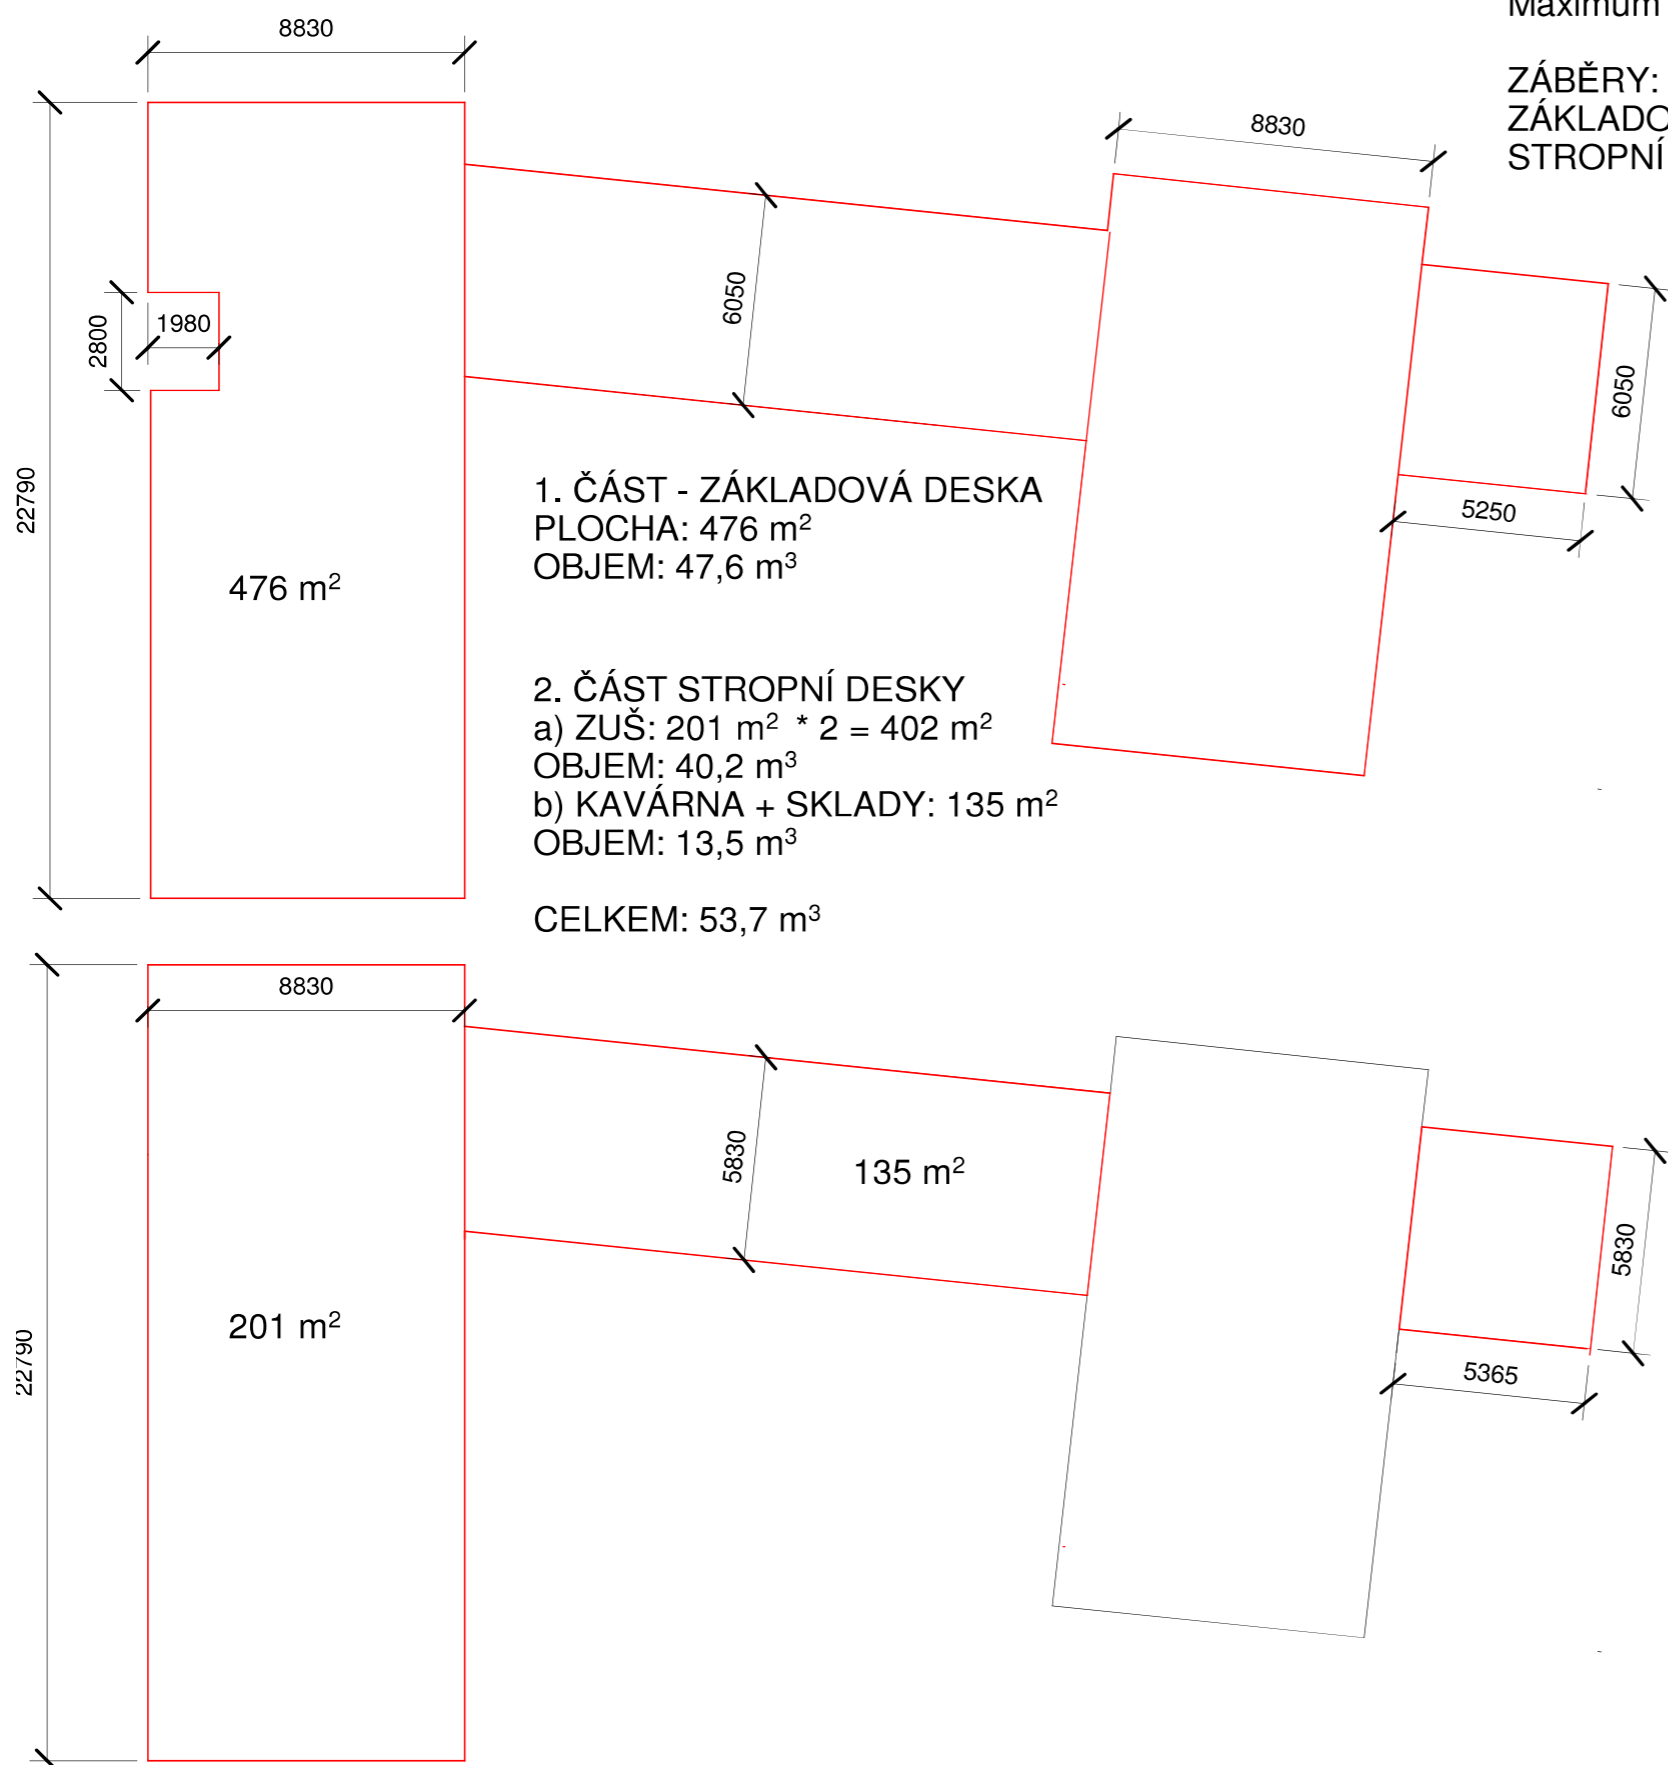 Maximum
ZÁBĚRY:
STROPNÍ
8830
8830
22790
2800
1980
6050
6050
5250
476 m²
1. ČÁST - ZÁKLADOVÁ DESKA
PLOCHA: 476 m²
OBJEM: 47,6 m³
2. ČÁST STROPNÍ DESKY
a) ZUŠ: 201 m² * 2 = 402 m²
OBJEM: 40,2 m³
b) KAVÁRNA + SKLADY: 135 m²
OBJEM: 13,5 m³
CELKEM: 53,7 m³
8830
22790
5830
135 m²
201 m²
5830
5365